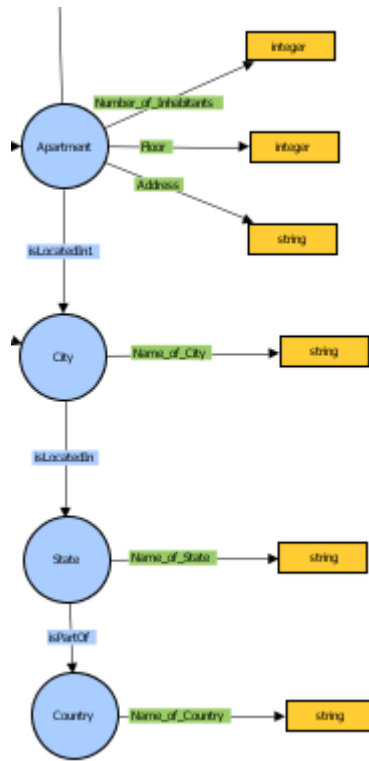 integer
Number_of_Inhabitants
Apartment
Floor
integer
Address
string
isLocatedIn1
City
Name_of_City
string
isLocatedIn
State
Name_of_State
string
isPartOf
Country
Name_of_Country
string